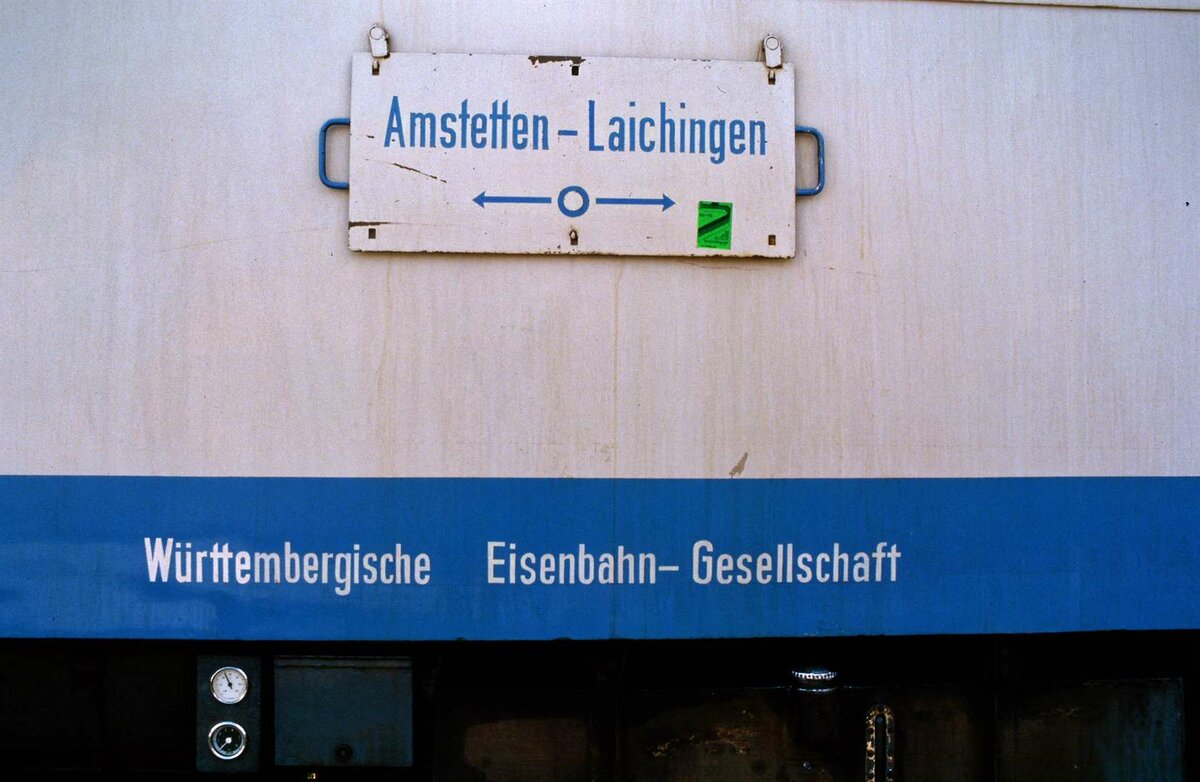 Amstetten – Laichingen
Württembergische Eisenbahn– Gesellschaft